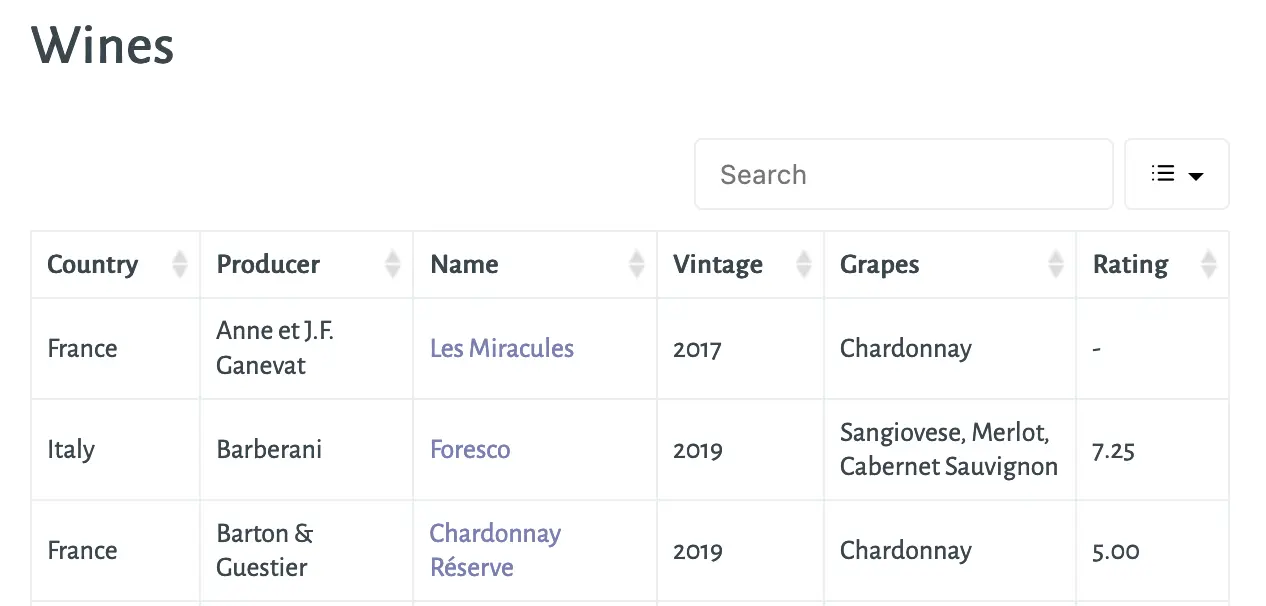 Wines
Search
Country Producer Name Vintage Grapes Rating
Anne et J.F.
France Ganevat Les Miracules 2017 Chardonnay -
Sangiovese, Merlot,
Italy Barberani Foresco 2019 Cabernet Sauvignon 7.25
Barton & Chardonnay
France Guestier Réserve 2019 Chardonnay 5.00